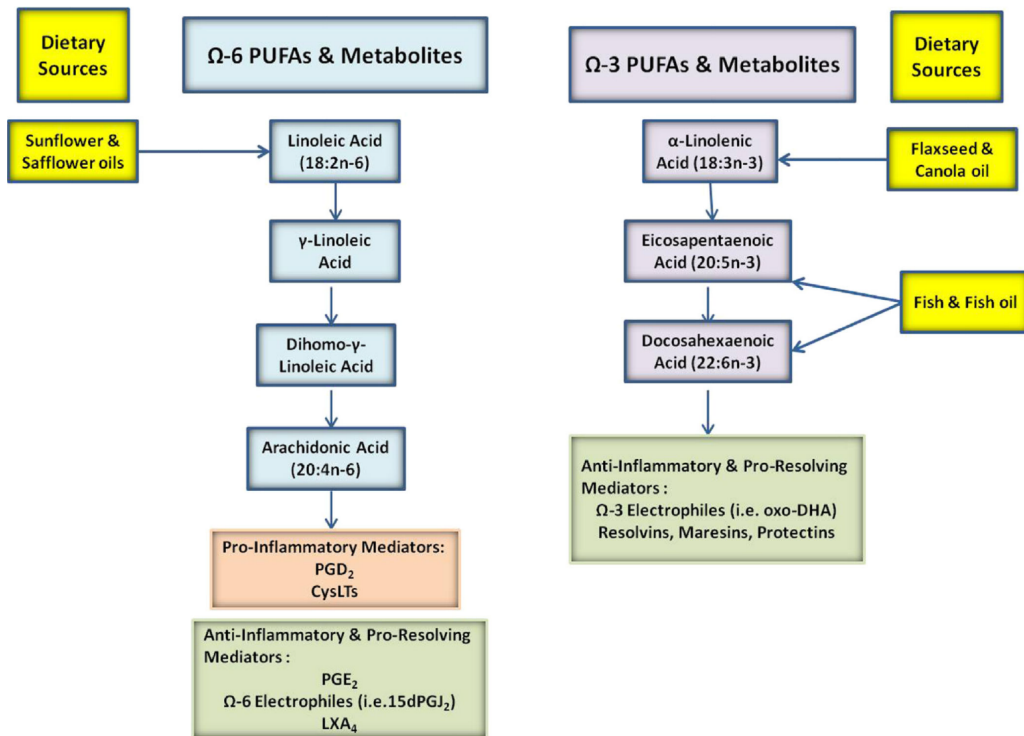 Dietary
Sources
Ω-6 PUFAs & Metabolites
Sunflower &
Safflower oils
Linoleic Acid
(18:2n-6)
γ-Linoleic
Acid
Dihomo-γ-
Linoleic Acid
Arachidonic Acid
(20:4n-6)
Pro-Inflammatory Mediators:
PGD₂
CysLTs
Anti-Inflammatory & Pro-Resolving
Mediators :
PGE₂
Ω-6 Electrophiles (i.e.15dPGJ₂)
LXA₄
Ω-3 PUFAs & Metabolites
Dietary
Sources
α-Linolenic
Acid (18:3n-3)
Flaxseed &
Canola oil
Eicosapentaenoic
Acid (20:5n-3)
Fish & Fish oil
Docosahexaenoic
Acid (22:6n-3)
Anti-Inflammatory & Pro-Resolving
Mediators :
Ω-3 Electrophiles (i.e. oxo-DHA)
Resolvins, Maresins, Protectins